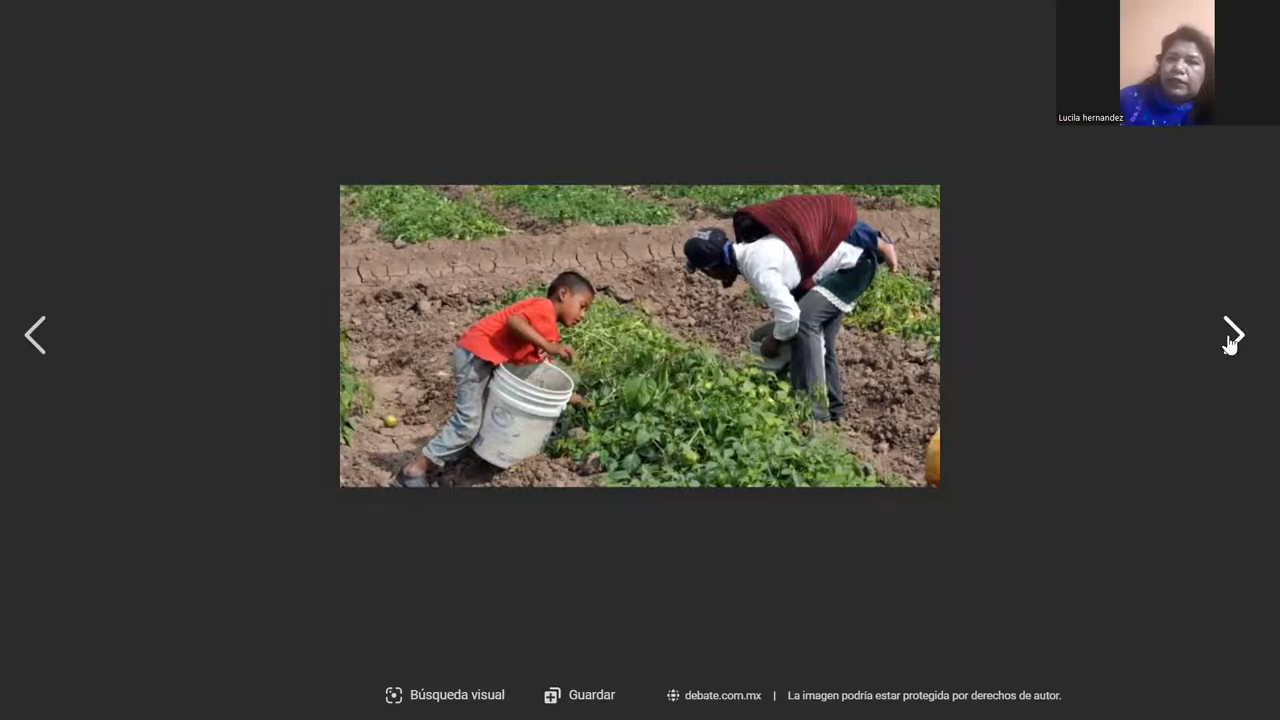 Lucila hernandez
Búsqueda visual
Guardar
debate.com.mx | La imagen podría estar protegida por derechos de autor.